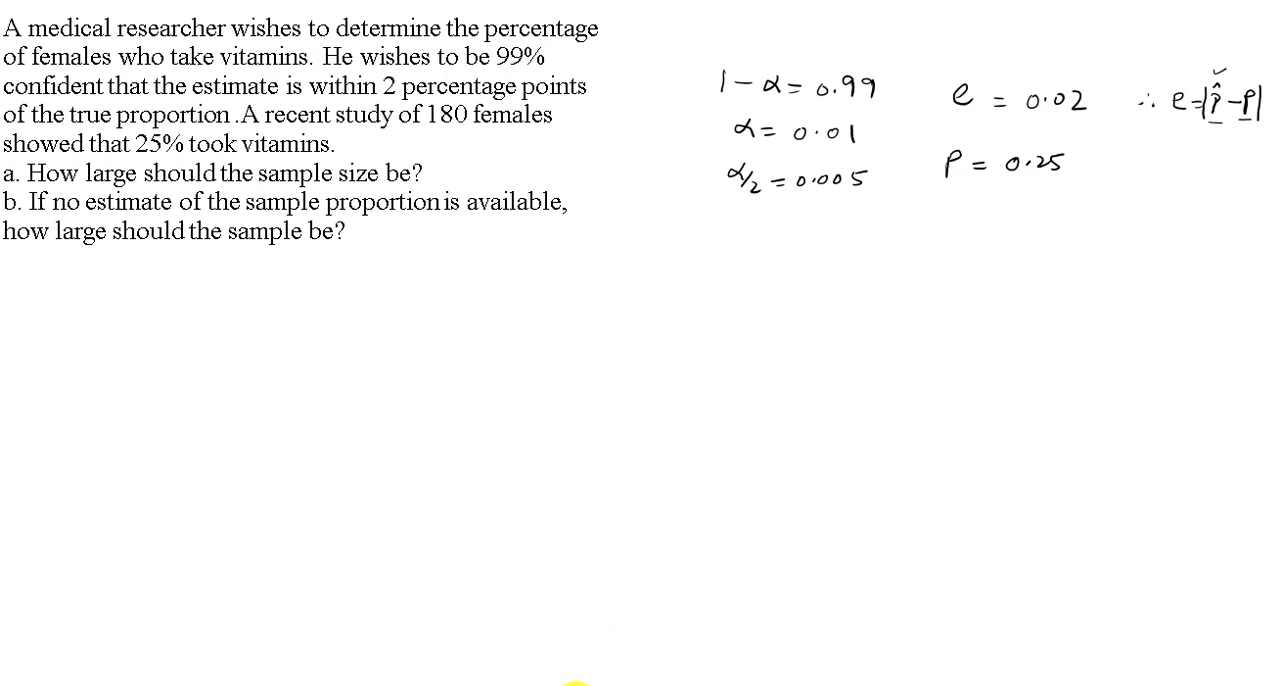 A medical researcher wishes to determine the percentage
of females who take vitamins. He wishes to be 99%
confident that the estimate is within 2 percentage points
of the true proportion .A recent study of 180 females
showed that 25% took vitamins.
a. How large should the sample size be?
b. If no estimate of the sample proportion is available,
how large should the sample be?
1 - α = 0.99
α = 0.01
α/2 = 0.005
e = 0.02 ∴ e = |p̂ - p|
P = 0.25